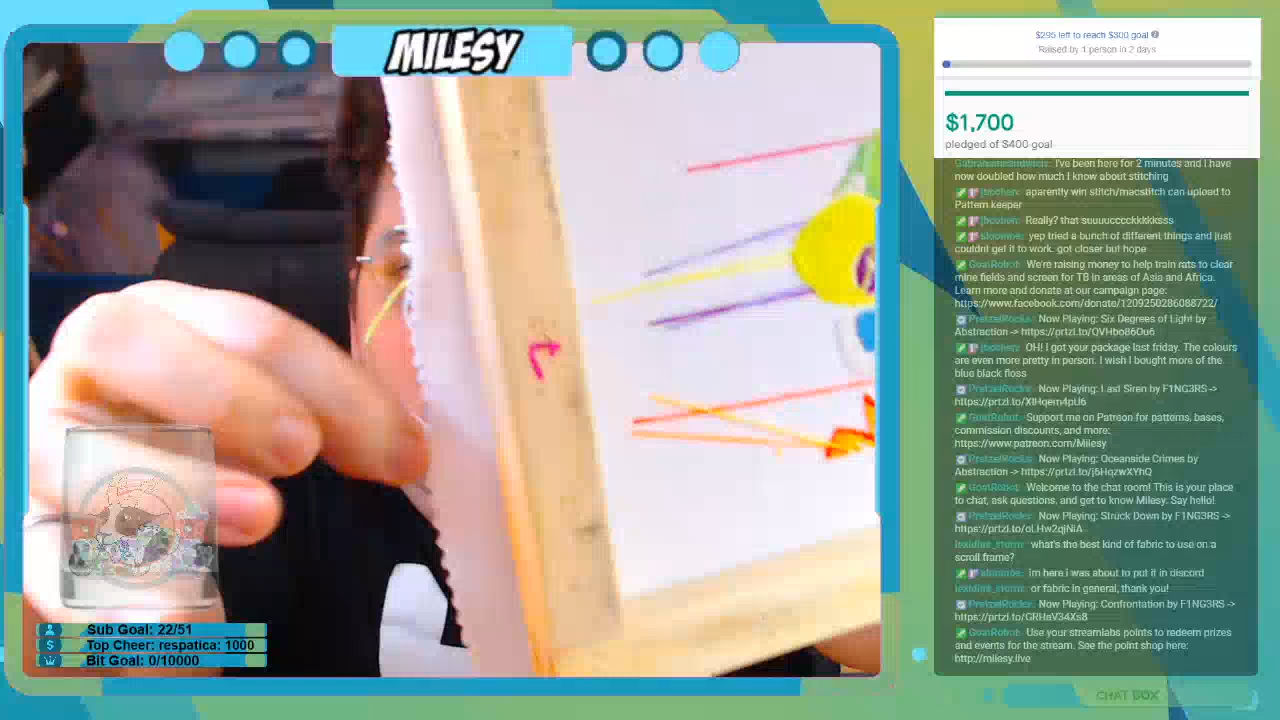 MILESY
$295 left to reach $300 goal
Raised by 1 person in 2 days
$1,700
pledged of $400 goal
I've been here for 2 minutes and I have
now doubled how much I know about stitching
aparently win stitch/macstitch can upload to
Pattern keeper
Really? that suuuuccckkkkksss
yep tried a bunch of different things and just
couldnt get it to work. got closer but nope
GoatRobot: We're raising money to help train rats to clear
mine fields and screen for TB in areas of Asia and Africa.
Learn more and donate at our campaign page:
https://www.facebook.com/donate/1209250286088722/
PretzelRocks: Now Playing: Six Degrees of Light by
Abstraction -> https://prtzl.to/QVHbo86Ou6
OH! I got your package last friday. The colours
are even more pretty in person. I wish I bought more of the
blue black floss
PretzelRocks: Now Playing: Last Siren by F1NG3RS ->
https://prtzl.to/XlHqem4pU6
GoatRobot: Support me on Patreon for patterns, bases,
commission discounts, and more:
https://www.patreon.com/Milesy
PretzelRocks: Now Playing: Oceanside Crimes by
Abstraction -> https://prtzl.to/j5HqzwXYhQ
GoatRobot: Welcome to the chat room! This is your place
to chat, ask questions, and get to know Milesy. Say hello!
PretzelRocks: Now Playing: Struck Down by F1NG3RS ->
https://prtzl.to/oLHw2qjNiA
what's the best kind of fabric to use on a
scroll frame?
im here i was about to put it in discord
or fabric in general, thank you!
PretzelRocks: Now Playing: Confrontation by F1NG3RS ->
https://prtzl.to/GRHeV34Xs8
GoatRobot: Use your streamlabs points to redeem prizes
and events for the stream. See the point shop here:
http://milesy.live
Sub Goal: 22/51
Top Cheer: respatica: 1000
Bit Goal: 0/10000
CHAT BOX